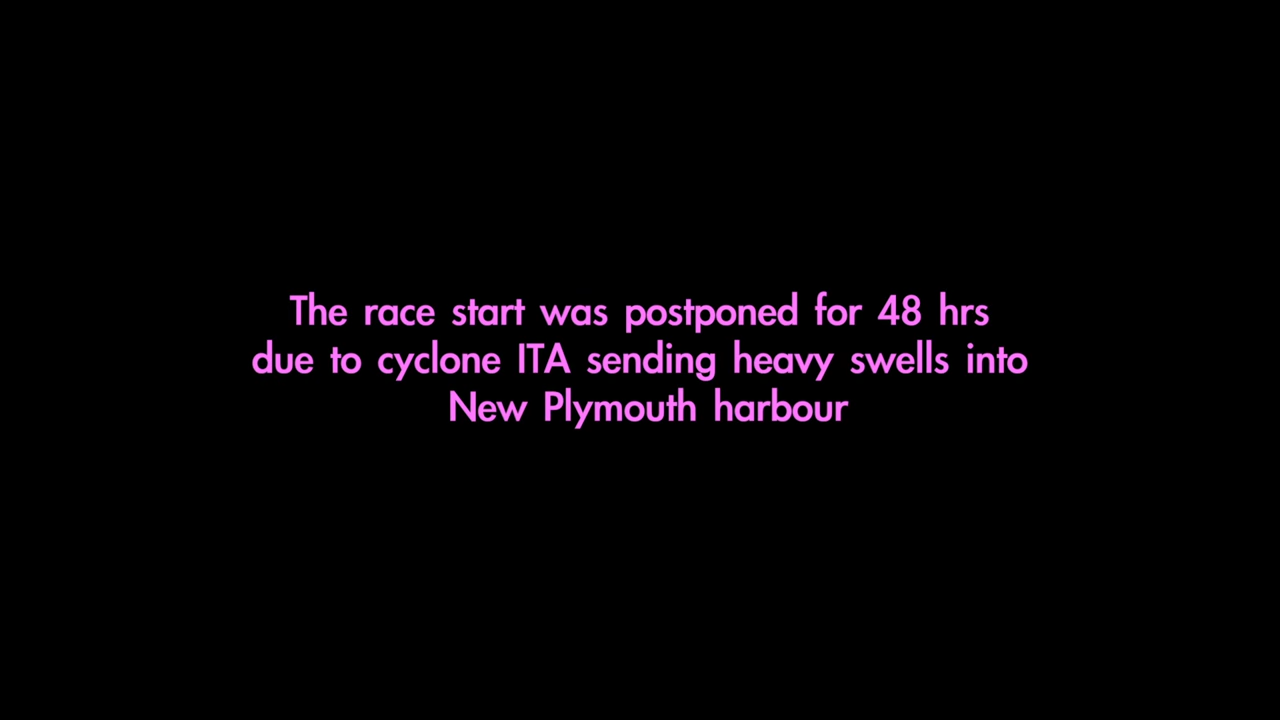 The race start was postponed for 48 hrs
due to cyclone ITA sending heavy swells into
New Plymouth harbour